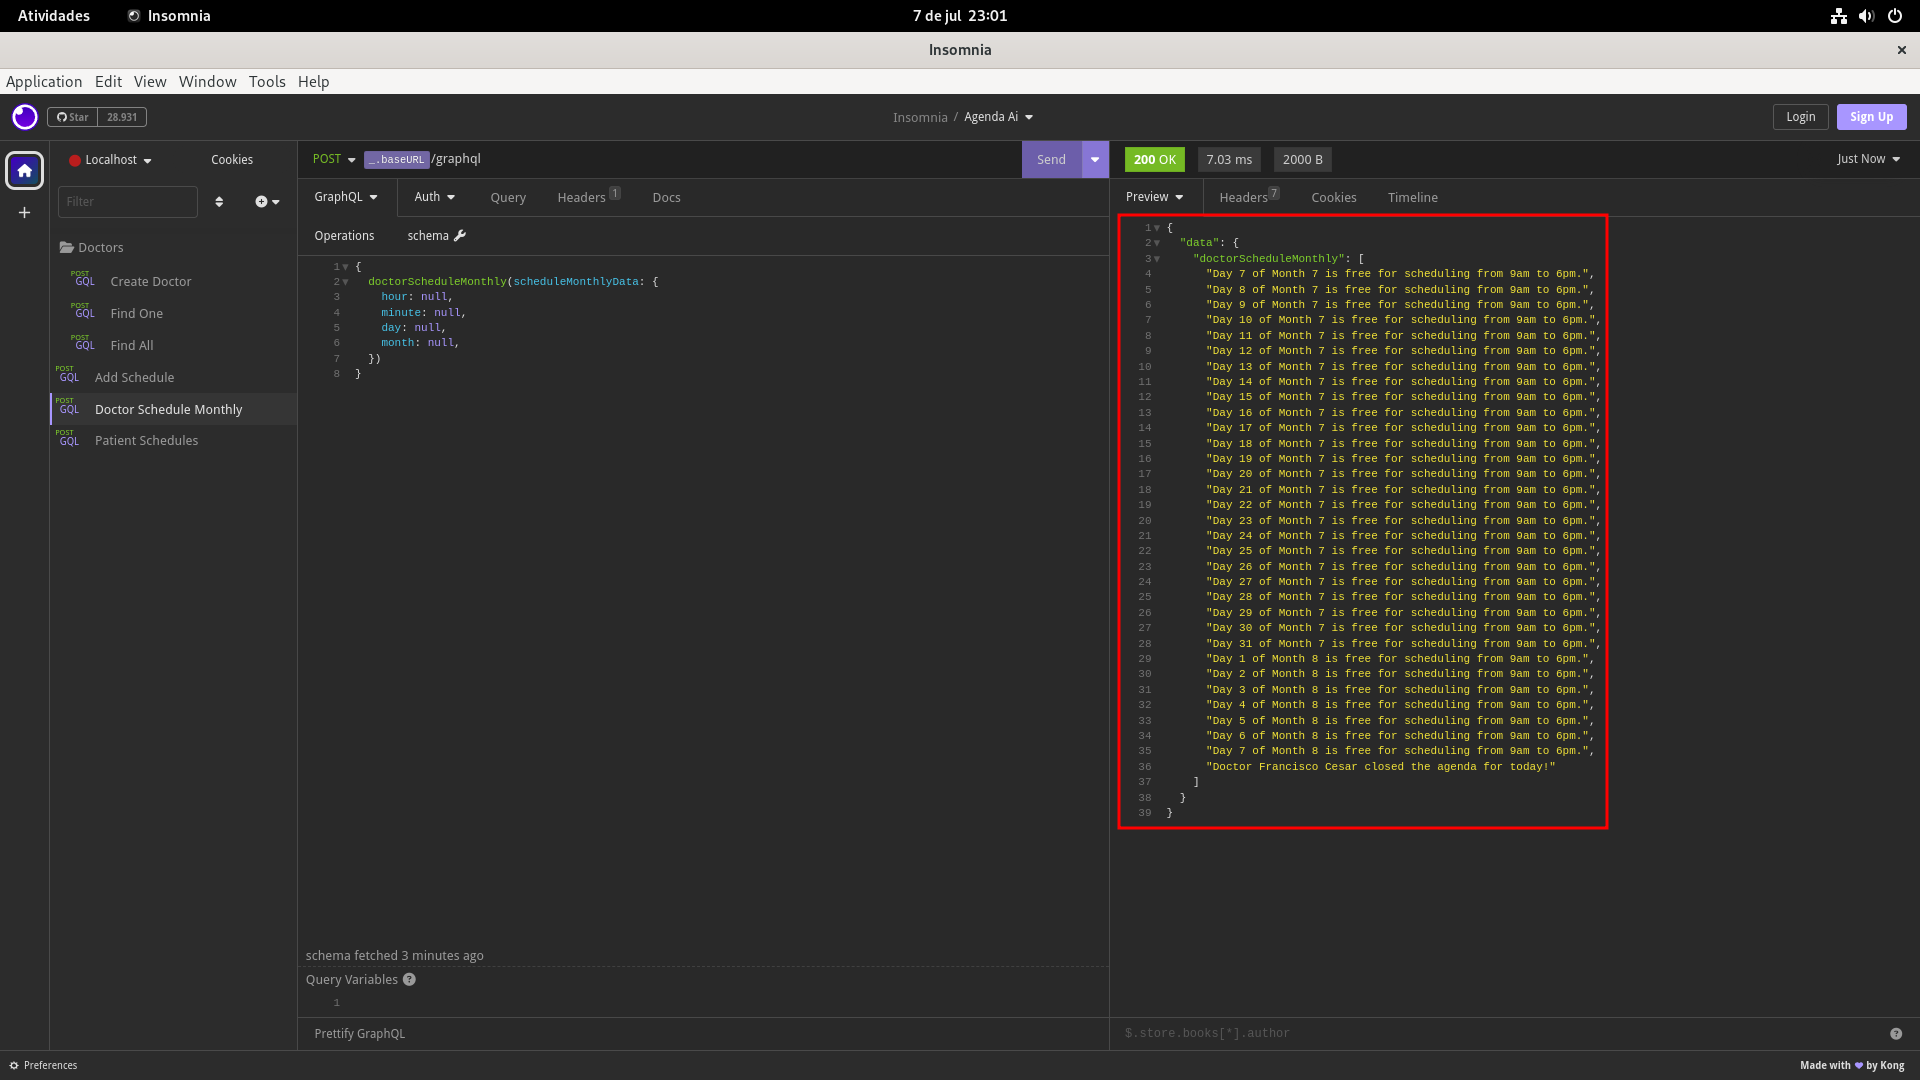 Atividades
Insomnia
7 de jul 23:01
Insomnia
Application Edit View Window Tools Help
Star 28.931
Insomnia / Agenda Ai
Login
Sign Up
Localhost
Cookies
Filter
Doctors
POST GQL Create Doctor
POST GQL Find One
POST GQL Find All
POST GQL Add Schedule
POST GQL Doctor Schedule Monthly
POST GQL Patient Schedules
POST _.baseURL /graphql
Send
GraphQL Auth Query Headers 1 Docs
Operations schema
1 {
2 doctorScheduleMonthly(scheduleMonthlyData: {
3 hour: null,
4 minute: null,
5 day: null,
6 month: null,
7 })
8 }
schema fetched 3 minutes ago
Query Variables ?
1
Prettify GraphQL
200 OK 7.03 ms 2000 B
Just Now
Preview Headers 7 Cookies Timeline
1 {
2 "data": {
3 "doctorScheduleMonthly": [
4 "Day 7 of Month 7 is free for scheduling from 9am to 6pm.",
5 "Day 8 of Month 7 is free for scheduling from 9am to 6pm.",
6 "Day 9 of Month 7 is free for scheduling from 9am to 6pm.",
7 "Day 10 of Month 7 is free for scheduling from 9am to 6pm.",
8 "Day 11 of Month 7 is free for scheduling from 9am to 6pm.",
9 "Day 12 of Month 7 is free for scheduling from 9am to 6pm.",
10 "Day 13 of Month 7 is free for scheduling from 9am to 6pm.",
11 "Day 14 of Month 7 is free for scheduling from 9am to 6pm.",
12 "Day 15 of Month 7 is free for scheduling from 9am to 6pm.",
13 "Day 16 of Month 7 is free for scheduling from 9am to 6pm.",
14 "Day 17 of Month 7 is free for scheduling from 9am to 6pm.",
15 "Day 18 of Month 7 is free for scheduling from 9am to 6pm.",
16 "Day 19 of Month 7 is free for scheduling from 9am to 6pm.",
17 "Day 20 of Month 7 is free for scheduling from 9am to 6pm.",
18 "Day 21 of Month 7 is free for scheduling from 9am to 6pm.",
19 "Day 22 of Month 7 is free for scheduling from 9am to 6pm.",
20 "Day 23 of Month 7 is free for scheduling from 9am to 6pm.",
21 "Day 24 of Month 7 is free for scheduling from 9am to 6pm.",
22 "Day 25 of Month 7 is free for scheduling from 9am to 6pm.",
23 "Day 26 of Month 7 is free for scheduling from 9am to 6pm.",
24 "Day 27 of Month 7 is free for scheduling from 9am to 6pm.",
25 "Day 28 of Month 7 is free for scheduling from 9am to 6pm.",
26 "Day 29 of Month 7 is free for scheduling from 9am to 6pm.",
27 "Day 30 of Month 7 is free for scheduling from 9am to 6pm.",
28 "Day 31 of Month 7 is free for scheduling from 9am to 6pm.",
29 "Day 1 of Month 8 is free for scheduling from 9am to 6pm.",
30 "Day 2 of Month 8 is free for scheduling from 9am to 6pm.",
31 "Day 3 of Month 8 is free for scheduling from 9am to 6pm.",
32 "Day 4 of Month 8 is free for scheduling from 9am to 6pm.",
33 "Day 5 of Month 8 is free for scheduling from 9am to 6pm.",
34 "Day 6 of Month 8 is free for scheduling from 9am to 6pm.",
35 "Day 7 of Month 8 is free for scheduling from 9am to 6pm.",
36 "Doctor Francisco Cesar closed the agenda for today!"
37 ]
38 }
39 }
$.store.books[*].author
?
Preferences
Made with ♥ by Kong